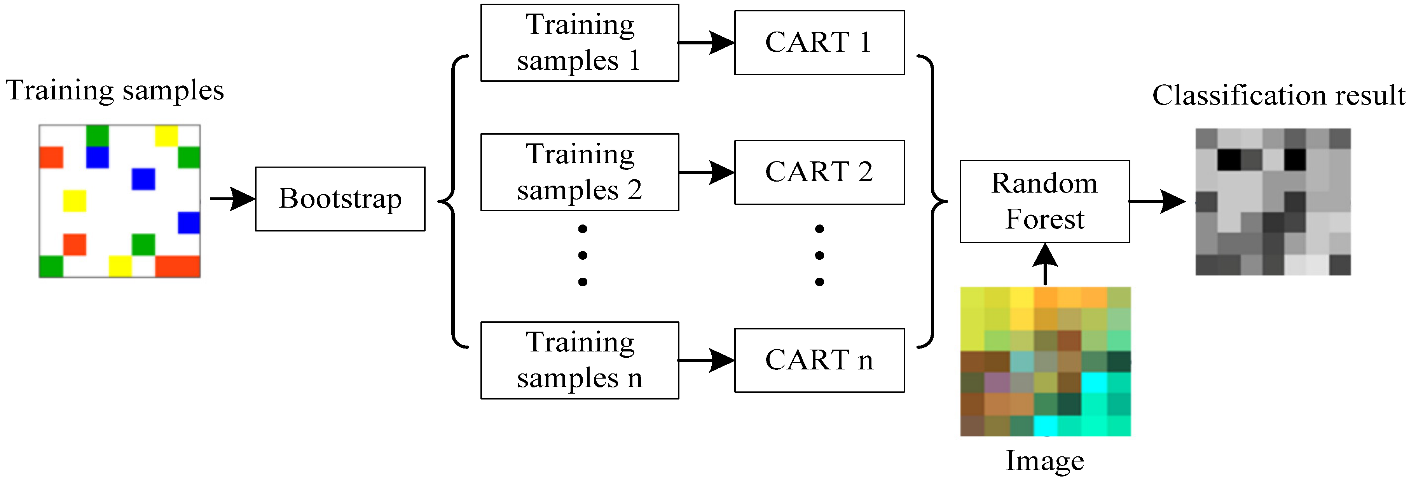 Training samples
Bootstrap
Training
samples 1
CART 1
Training
samples 2
CART 2
Training
samples n
CART n
Random
Forest
Image
Classification result